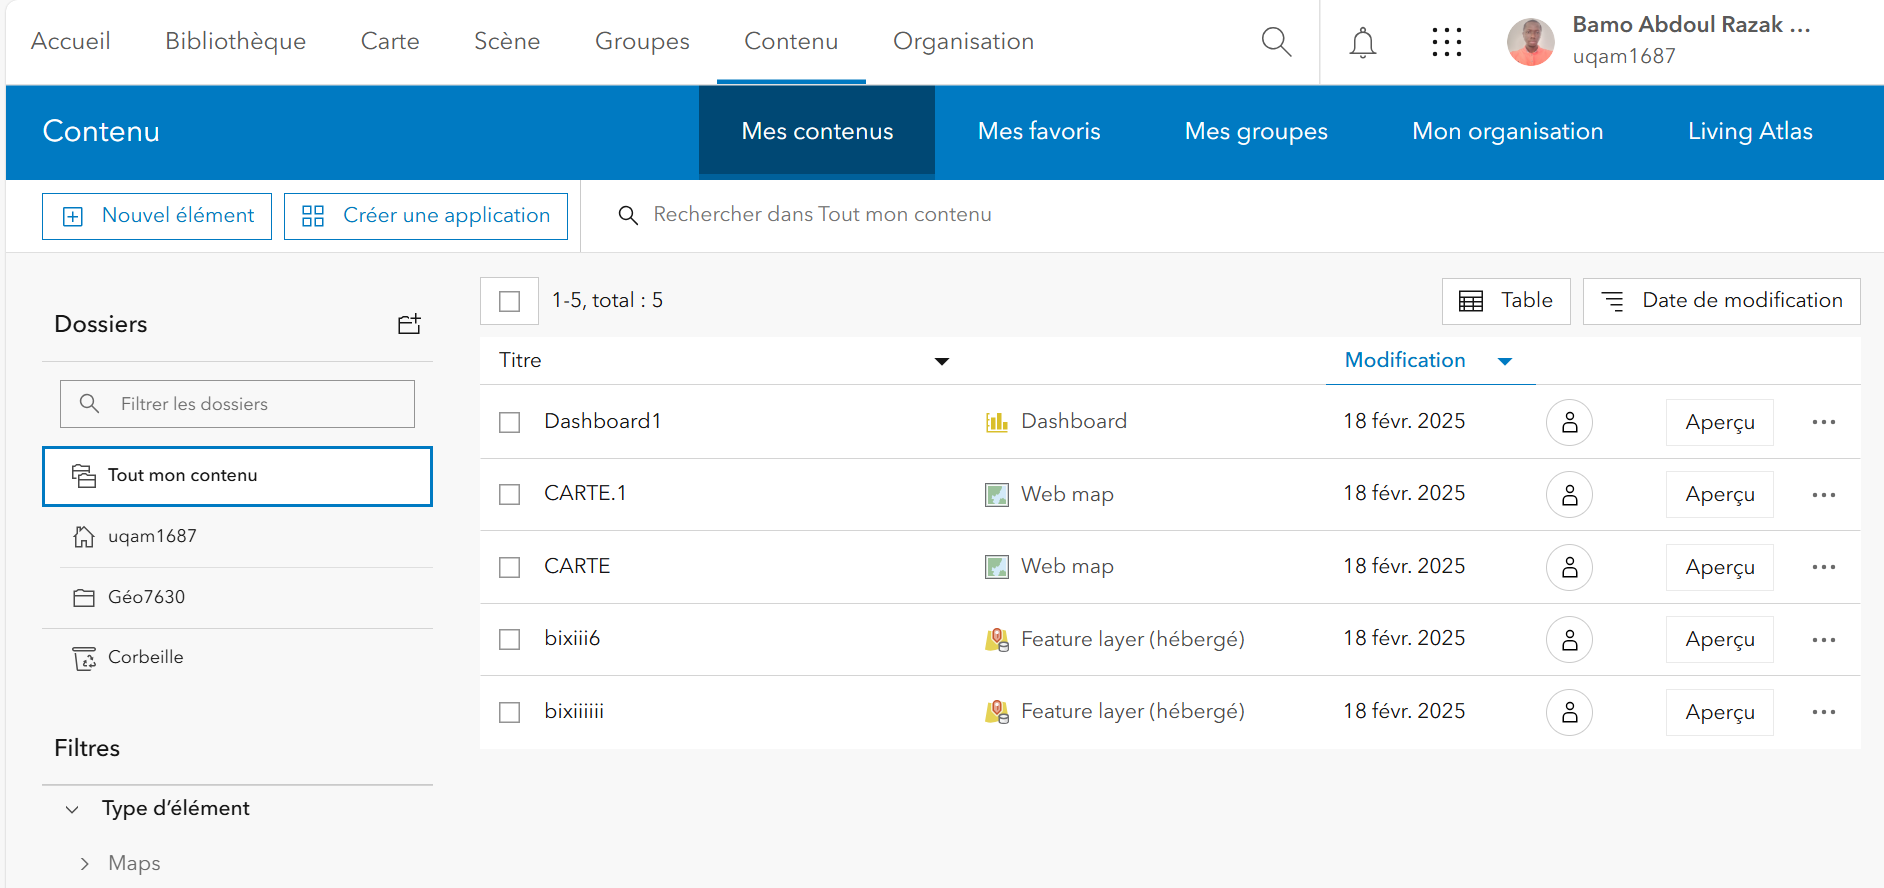 Accueil Bibliothèque Carte Scène Groupes Contenu Organisation
Bamo Abdoul Razak ...
uqam1687
Contenu Mes contenus Mes favoris Mes groupes Mon organisation Living Atlas
Nouvel élément Créer une application Rechercher dans Tout mon contenu
Dossiers
Filtrer les dossiers
Tout mon contenu
uqam1687
Géo7630
Corbeille
Filtres
Type d’élément
Maps
1-5, total : 5 Table Date de modification
Titre Modification
Dashboard1 Dashboard 18 févr. 2025 Aperçu
CARTE.1 Web map 18 févr. 2025 Aperçu
CARTE Web map 18 févr. 2025 Aperçu
bixiii6 Feature layer (hébergé) 18 févr. 2025 Aperçu
bixiiiiii Feature layer (hébergé) 18 févr. 2025 Aperçu